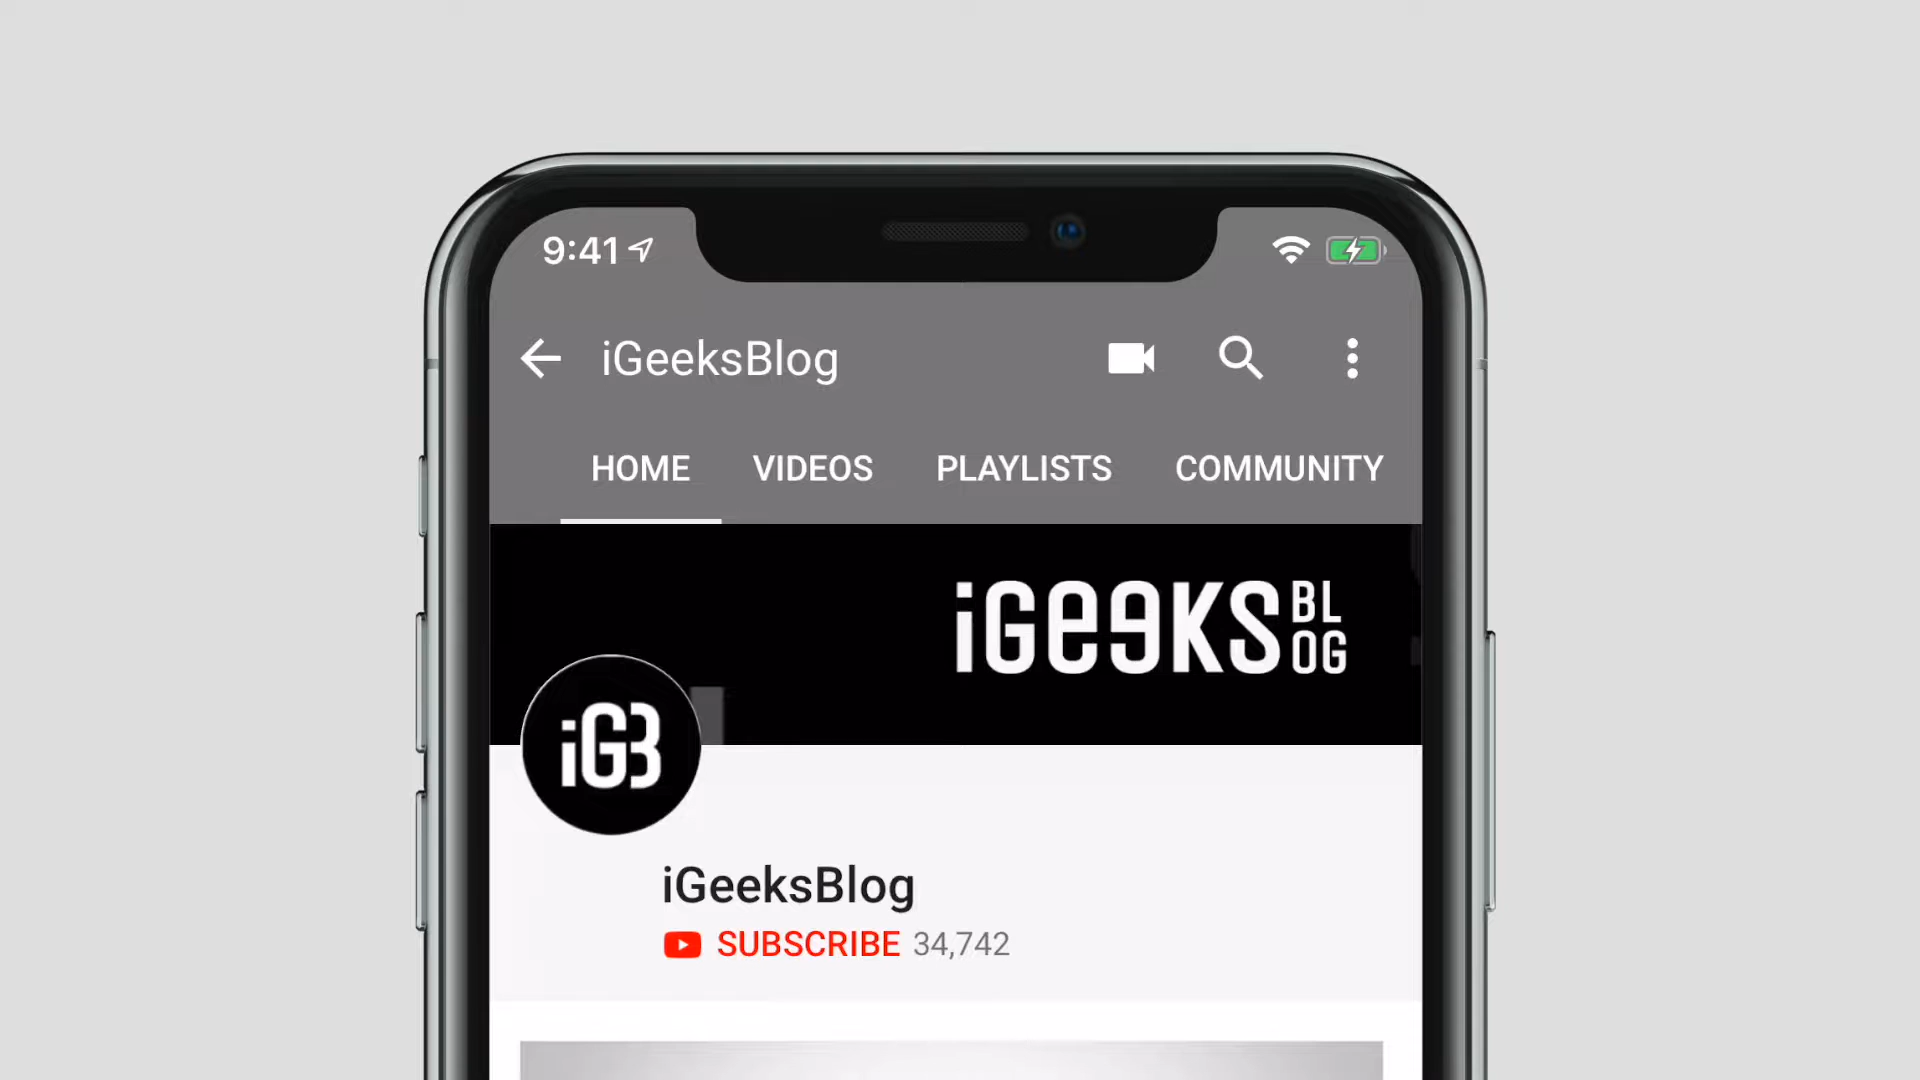 9:41
iGeeksBlog
HOME VIDEOS PLAYLISTS COMMUNITY
iGeeKS BLOG
iGB
iGeeksBlog
SUBSCRIBE 34,742